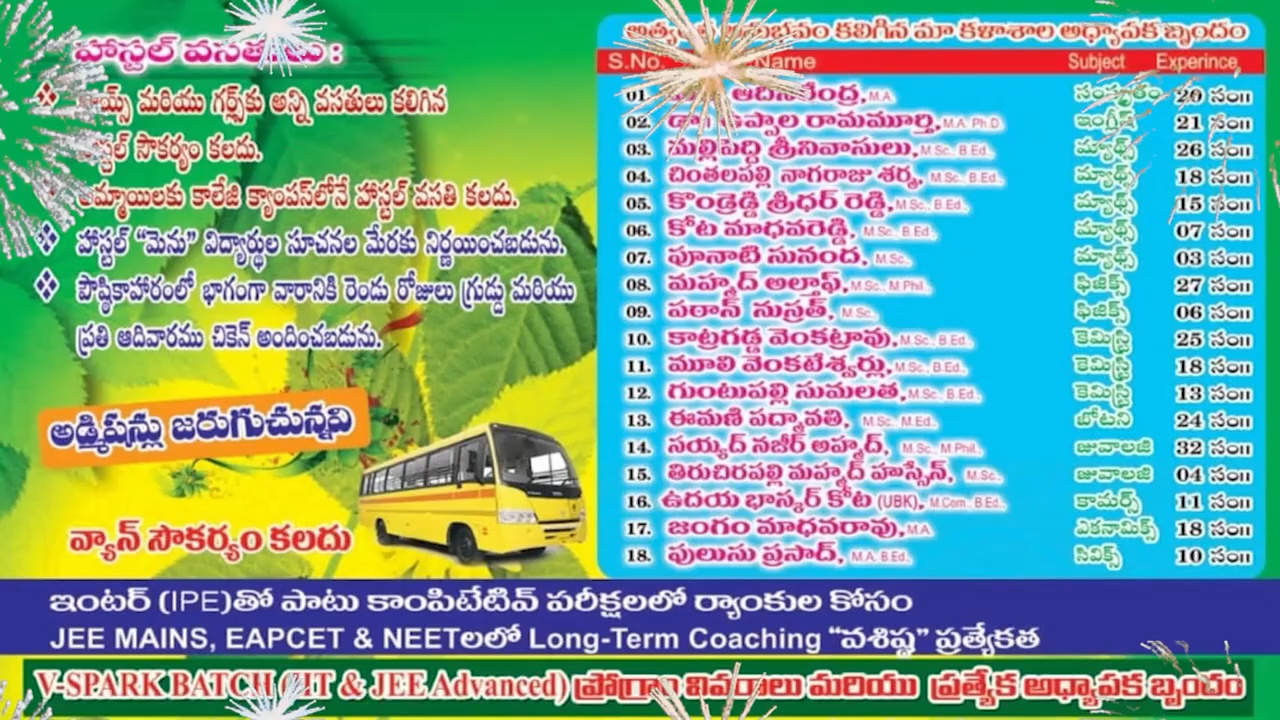 హాస్టల్ వసతులు :
బాయ్స్ మరియు గర్ల్స్‌కు అన్ని వసతులు కలిగిన
హాస్టల్ సౌకర్యం కలదు.
అమ్మాయిలకు కాలేజి క్యాంపస్‌లోనే హాస్టల్ వసతి కలదు.
హాస్టల్ “మెను” విద్యార్థుల సూచనల మేరకు నిర్ణయించబడును.
పౌష్ఠికాహారంలో భాగంగా వారానికి రెండు రోజులు గ్రుడ్డు మరియు
ప్రతి ఆదివారము చికెన్ అందించబడును.
అడ్మిషన్లు జరుగుచున్నవి
వ్యాన్ సౌకర్యం కలదు
కలిగిన మా కళాశాల అధ్యాపక బృందం
S.No. Name Subject Experince
01. M.A. సంస్కృతం 20 సం॥
02. రామమూర్తి, M.A. Ph.D. ఇంగ్లీష్ 21 సం॥
03. మల్లిపెద్ది శ్రీనివాసులు, M.Sc., B.Ed., మ్యాథ్స్ 26 సం॥
04. చింతలపల్లి నాగరాజు శర్మ, M.Sc., B.Ed., మ్యాథ్స్ 18 సం॥
05. కొండ్రెడ్డి శ్రీధర్ రెడ్డి, M.Sc., B.Ed., మ్యాథ్స్ 15 సం॥
06. కోట మాధవరెడ్డి, M.Sc., B.Ed., మ్యాథ్స్ 07 సం॥
07. పూనాటి సునంద, M.Sc., మ్యాథ్స్ 03 సం॥
08. మహ్మద్ అల్తాఫ్, M.Sc., M.Phil., ఫిజిక్స్ 27 సం॥
09. పఠాన్ నుస్రత్, M.Sc., ఫిజిక్స్ 06 సం॥
10. కాట్రగడ్డ వెంకట్రావు, M.Sc., B.Ed., కెమిస్ట్రి 25 సం॥
11. మూలి వెంకటేశ్వర్లు, M.Sc., B.Ed., కెమిస్ట్రి 18 సం॥
12. గుంటుపల్లి సుమలత, M.Sc., B.Ed., కెమిస్ట్రి 13 సం॥
13. ఈమణి పద్మావతి, M.Sc., M.Ed., బోటని 24 సం॥
14. సయ్యద్ నజీర్ అహ్మద్, M.Sc., M.Phil., జువాలజి 32 సం॥
15. తిరుచిరపల్లి మహ్మద్ హుస్సేన్, M.Sc., జువాలజి 04 సం॥
16. ఉదయ భాస్కర్ కోట (UBK), M.Com., B.Ed., కామర్స్ 11 సం॥
17. జంగం మాధవరావు, M.A. ఎకనామిక్స్ 18 సం॥
18. పులుసు ప్రసాద్, M.A. B.Ed., సివిక్స్ 10 సం॥
ఇంటర్ (IPE)తో పాటు కాంపిటేటివ్ పరీక్షలలో ర్యాంకుల కోసం
JEE MAINS, EAPCET & NEETలలో Long-Term Coaching “వశిష్ఠ” ప్రత్యేకత
V-SPARK BATCH (IIT & JEE Advanced) ప్రోగ్రాం వివరాలు మరియు ప్రత్యేక అధ్యాపక బృందం